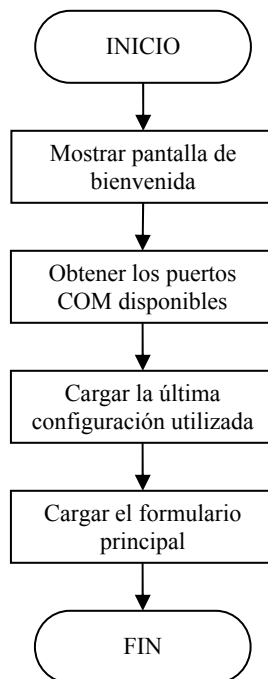 INICIO
Mostrar pantalla de
bienvenida
Obtener los puertos
COM disponibles
Cargar la última
configuración utilizada
Cargar el formulario
principal
FIN